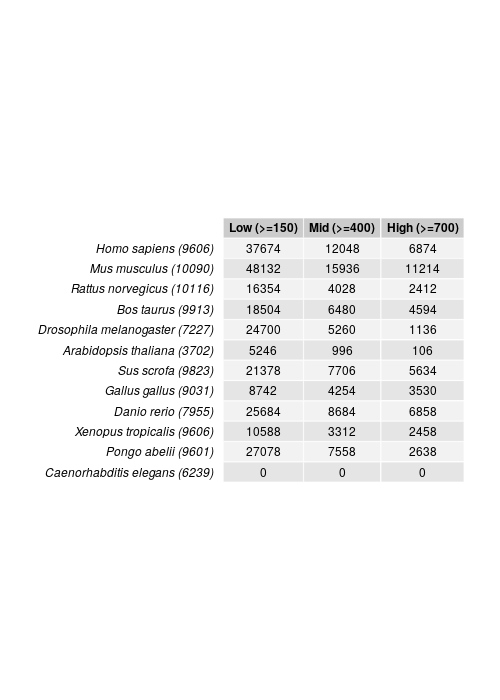 Low (>=150) Mid (>=400) High (>=700)
Homo sapiens (9606) 37674 12048 6874
Mus musculus (10090) 48132 15936 11214
Rattus norvegicus (10116) 16354 4028 2412
Bos taurus (9913) 18504 6480 4594
Drosophila melanogaster (7227) 24700 5260 1136
Arabidopsis thaliana (3702) 5246 996 106
Sus scrofa (9823) 21378 7706 5634
Gallus gallus (9031) 8742 4254 3530
Danio rerio (7955) 25684 8684 6858
Xenopus tropicalis (9606) 10588 3312 2458
Pongo abelii (9601) 27078 7558 2638
Caenorhabditis elegans (6239) 0 0 0